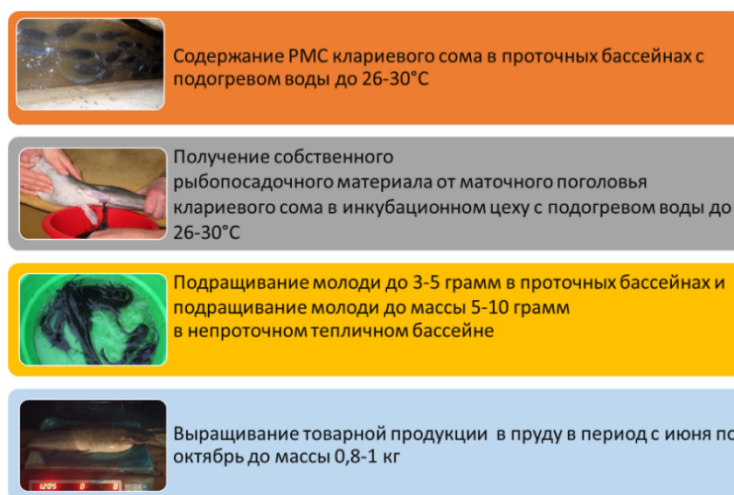 Содержание РМС клариевого сома в проточных бассейнах с
подогревом воды до 26-30°С
Получение собственного
рыбопосадочного материала от маточного поголовья
клариевого сома в инкубационном цеху с подогревом воды до
26-30°С
Подращивание молоди до 3-5 грамм в проточных бассейнах и
подращивание молоди до массы 5-10 грамм
в непроточном тепличном бассейне
Выращивание товарной продукции в пруду в период с июня по
октябрь до массы 0,8-1 кг
1205 0 0